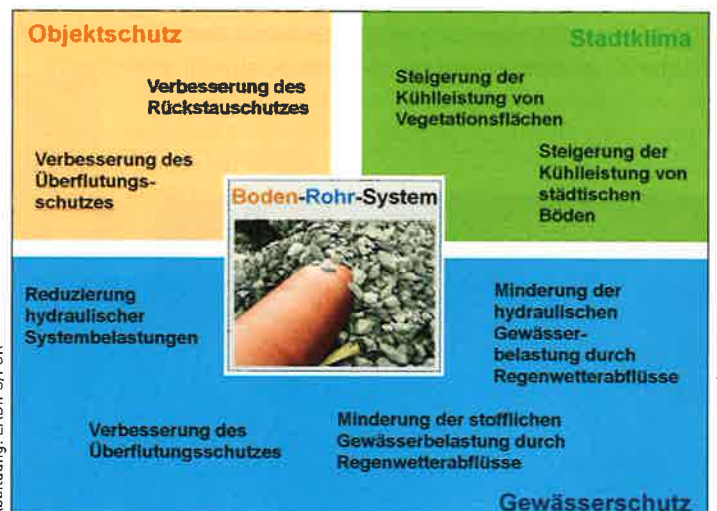 Objektschutz
Verbesserung des
Rückstauschutzes
Verbesserung des
Überflutungs-
schutzes
Stadtklima
Steigerung der
Kühlleistung von
Vegetationsflächen
Steigerung der
Kühlleistung von
städtischen
Böden
Boden-Rohr-System
Reduzierung
hydraulischer
Systembelastungen
Minderung der
hydraulischen
Gewässer-
belastung durch
Regenwetterabflüsse
Verbesserung des
Überflutungsschutzes
Minderung der stofflichen
Gewässerbelastung durch
Regenwetterabflüsse
Gewässerschutz